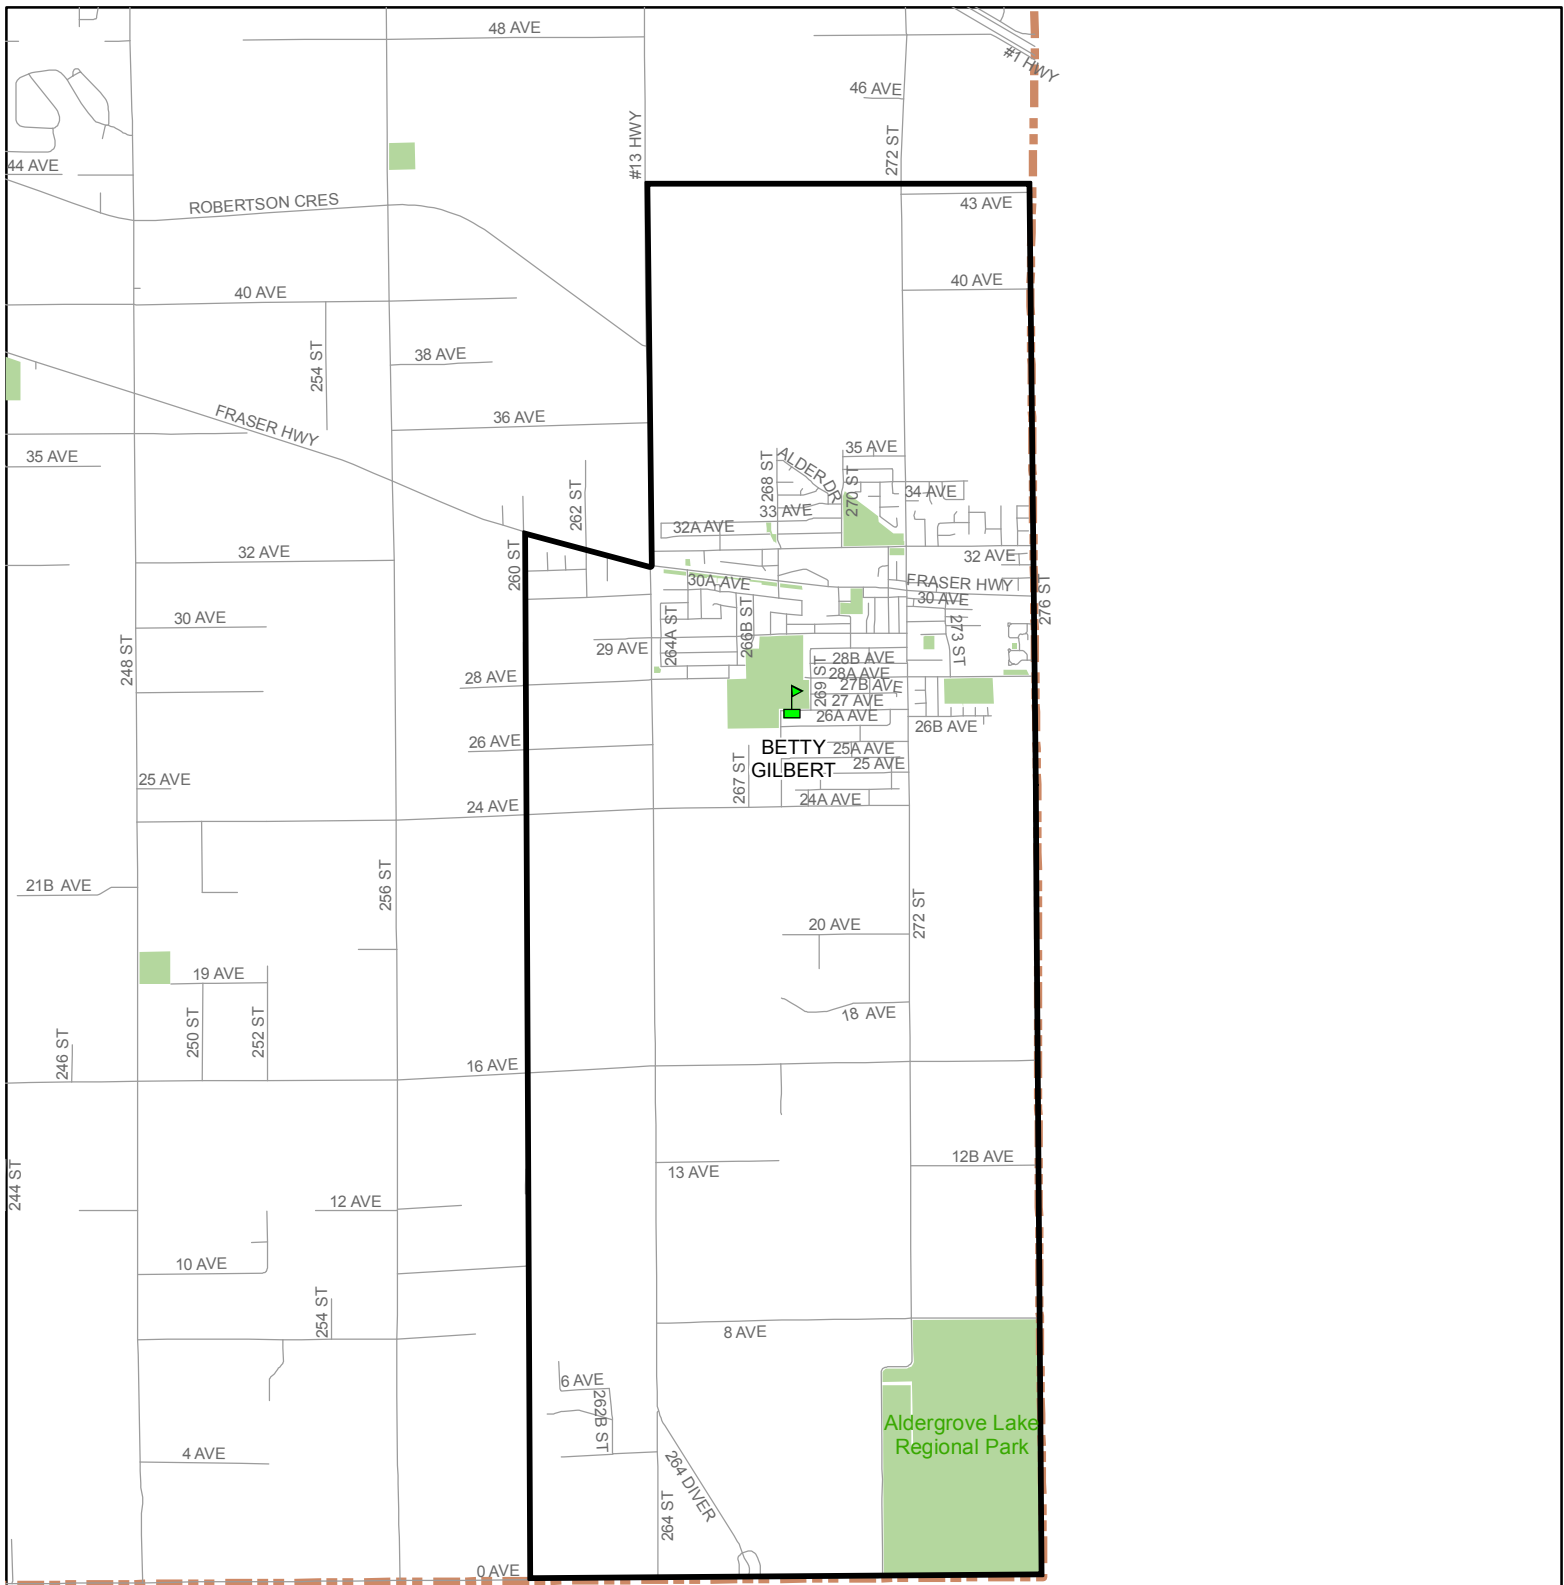 48 AVE
#1 HWY
46 AVE
#13 HWY
272 ST
44 AVE
ROBERTSON CRES
43 AVE
40 AVE
40 AVE
254 ST
38 AVE
FRASER HWY
36 AVE
35 AVE
262 ST
268 ST
ALDER DR
270 ST
35 AVE
34 AVE
33 AVE
32A AVE
32 AVE
260 ST
32 AVE
30A AVE
FRASER HWY
30 AVE
276 ST
30 AVE
248 ST
29 AVE
264A ST
266B ST
273 ST
28 AVE
28B AVE
28A AVE
269 ST
27B AVE
27 AVE
26A AVE
26B AVE
26 AVE
BETTY
GILBERT
25A AVE
25 AVE
267 ST
25 AVE
24A AVE
24 AVE
256 ST
21B AVE
272 ST
20 AVE
19 AVE
18 AVE
246 ST
250 ST
252 ST
16 AVE
244 ST
13 AVE
12B AVE
12 AVE
10 AVE
254 ST
8 AVE
6 AVE
262B ST
Aldergrove Lake
Regional Park
4 AVE
264 DIVER
264 ST
0 AVE